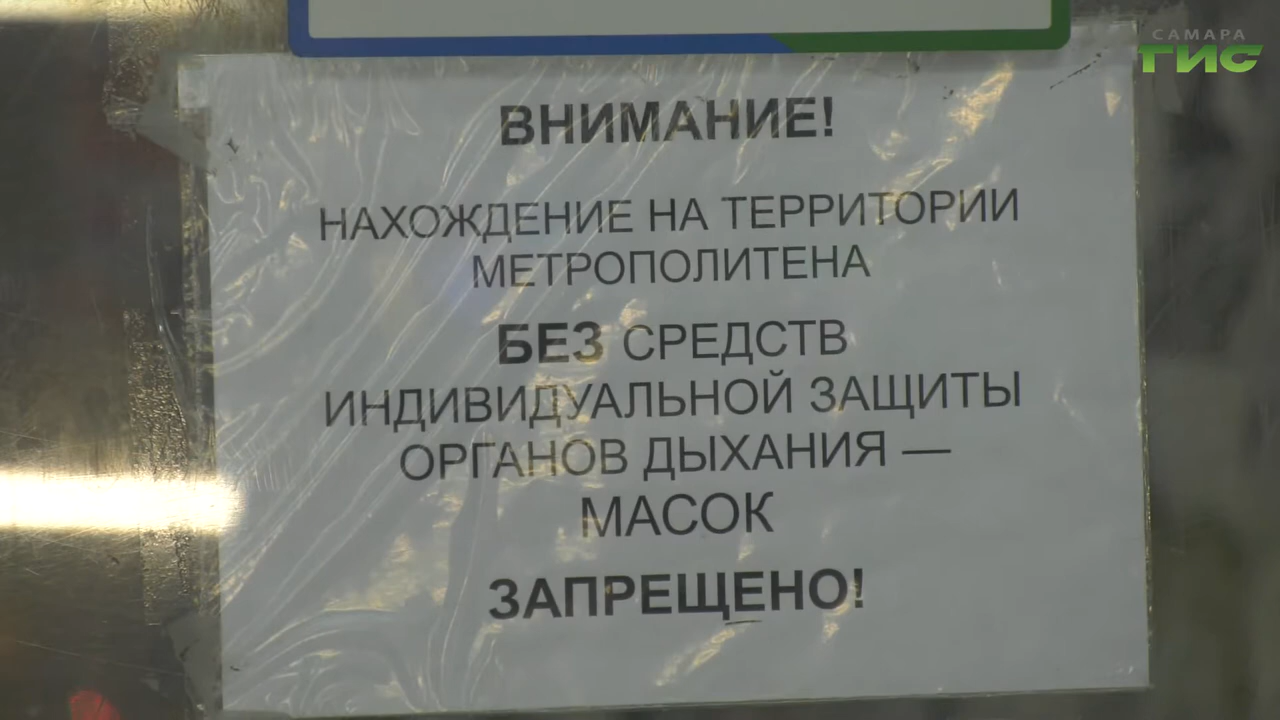 САМАРА
ГИС
ВНИМАНИЕ!
НАХОЖДЕНИЕ НА ТЕРРИТОРИИ
МЕТРОПОЛИТЕНА
БЕЗ СРЕДСТВ
ИНДИВИДУАЛЬНОЙ ЗАЩИТЫ
ОРГАНОВ ДЫХАНИЯ —
МАСОК
ЗАПРЕЩЕНО!